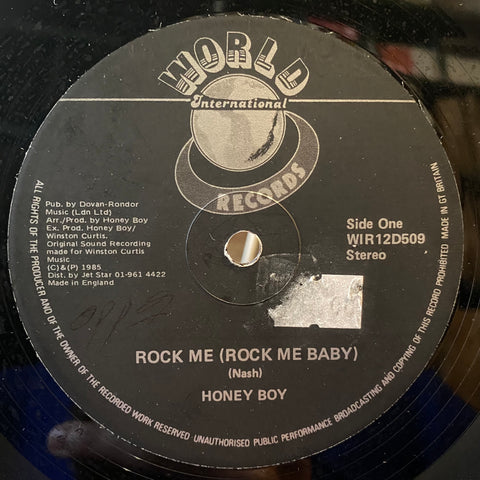 WORLD
International
RECORDS
Pub. by Dovan-Rondor
Music (Ldn Ltd)
Arr./Prod. by Honey Boy
Ex. Prod. Honey Boy/
Winston Curtis.
Original Sound Recording
made for Winston Curtis
Music
(C)&(P) 1985
Dist. by Jet Star 01-961 4422
Made in England
Side One
WIR12D509
Stereo
ROCK ME (ROCK ME BABY)
(Nash)
HONEY BOY
ALL RIGHTS OF THE PRODUCER AND OF THE OWNER OF THE RECORDED WORK RESERVED UNAUTHORISED PUBLIC PERFORMANCE BROADCASTING AND COPYING OF THIS RECORD PROHIBITED MADE IN GT BRITAIN